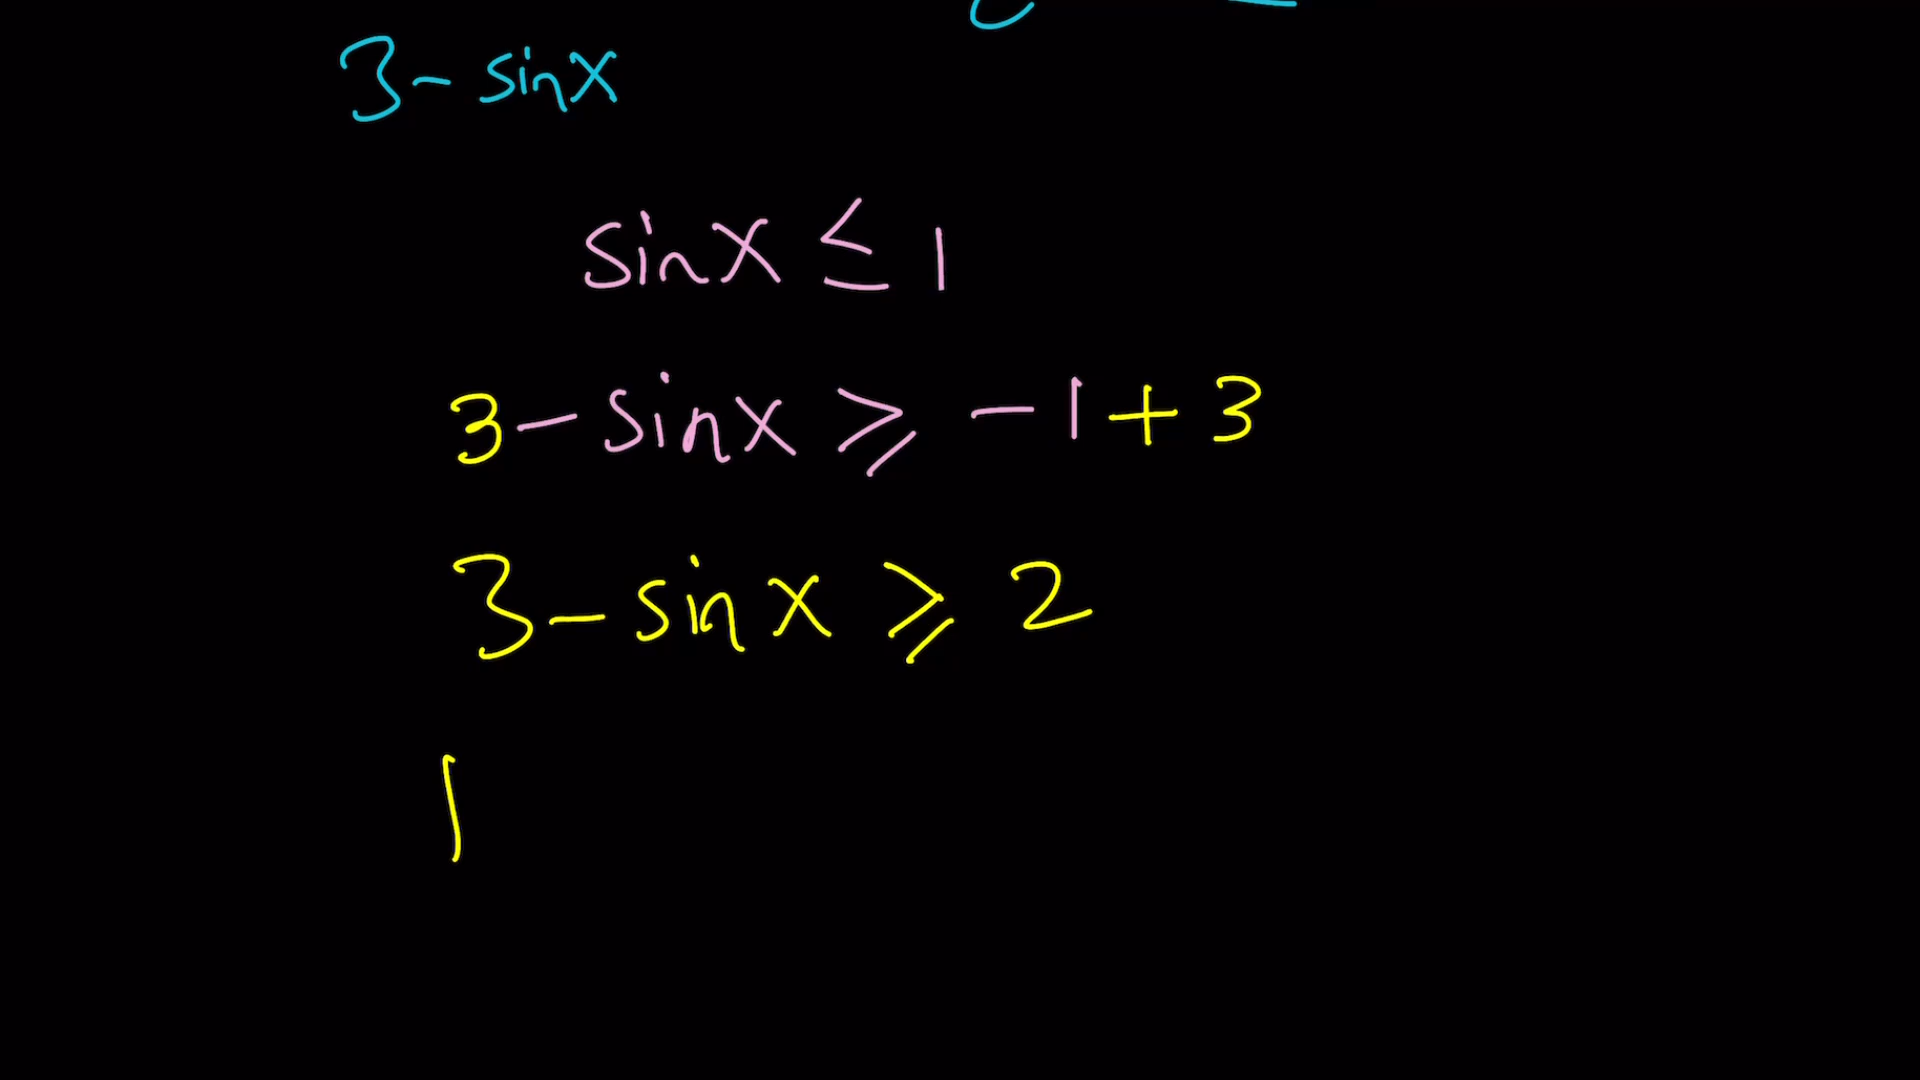 3 - sinx
sinx ≤ 1
3 - sinx ⩾ -1 + 3
3 - sinx ⩾ 2